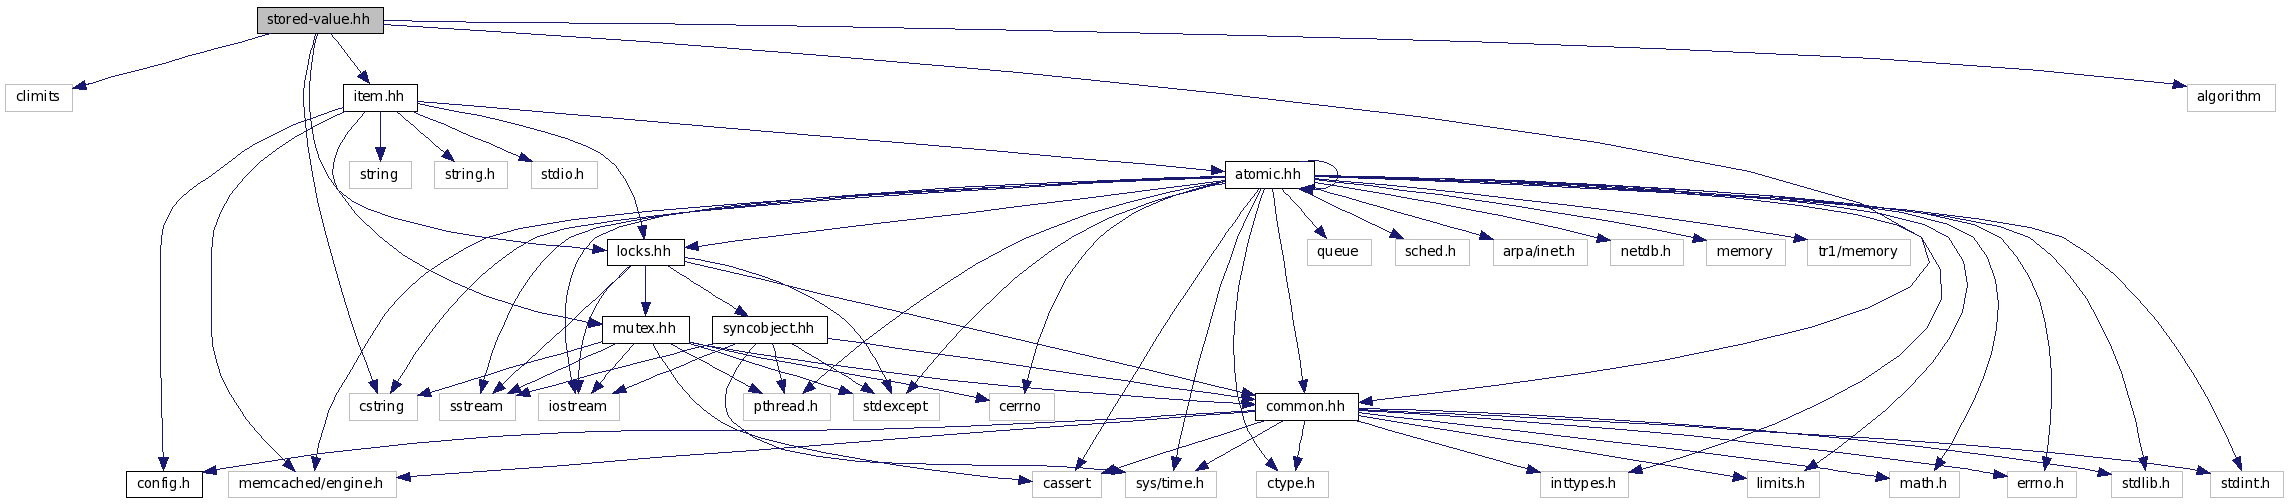 stored-value.hh
climits
item.hh
algorithm
string
string.h
stdio.h
atomic.hh
locks.hh
queue
sched.h
arpa/inet.h
netdb.h
memory
tr1/memory
mutex.hh
syncobject.hh
cstring
sstream
iostream
pthread.h
stdexcept
cerrno
common.hh
config.h
memcached/engine.h
cassert
sys/time.h
ctype.h
inttypes.h
limits.h
math.h
errno.h
stdlib.h
stdint.h